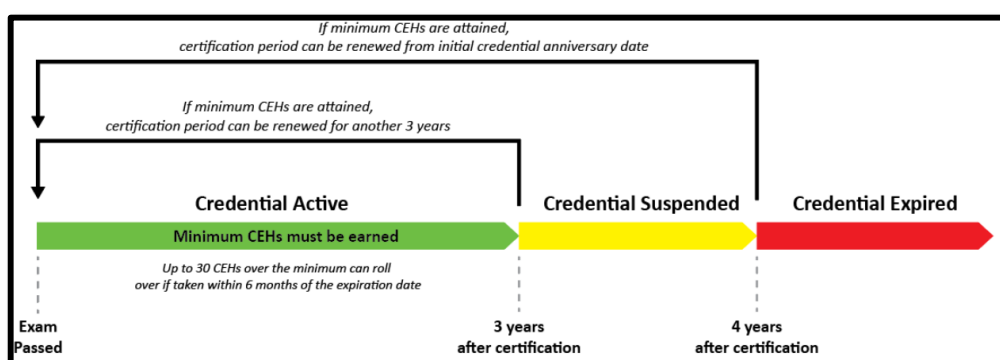 If minimum CEHs are attained,
certification period can be renewed from initial credential anniversary date
If minimum CEHs are attained,
certification period can be renewed for another 3 years
Credential Active
Credential Suspended
Credential Expired
Minimum CEHs must be earned
Up to 30 CEHs over the minimum can roll
over if taken within 6 months of the expiration date
Exam
Passed
3 years
after certification
4 years
after certification